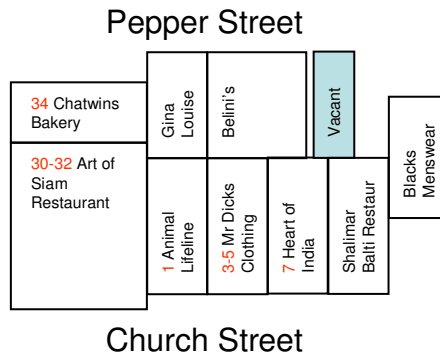 Pepper Street
34 Chatwins
Bakery
Gina
Louise
Belini's
Vacant
Blacks
Menswear
30-32 Art of
Siam
Restaurant
1 Animal
Lifeline
3-5 Mr Dicks
Clothing
7 Heart of
India
Shalimar
Balti Restaur
Church Street